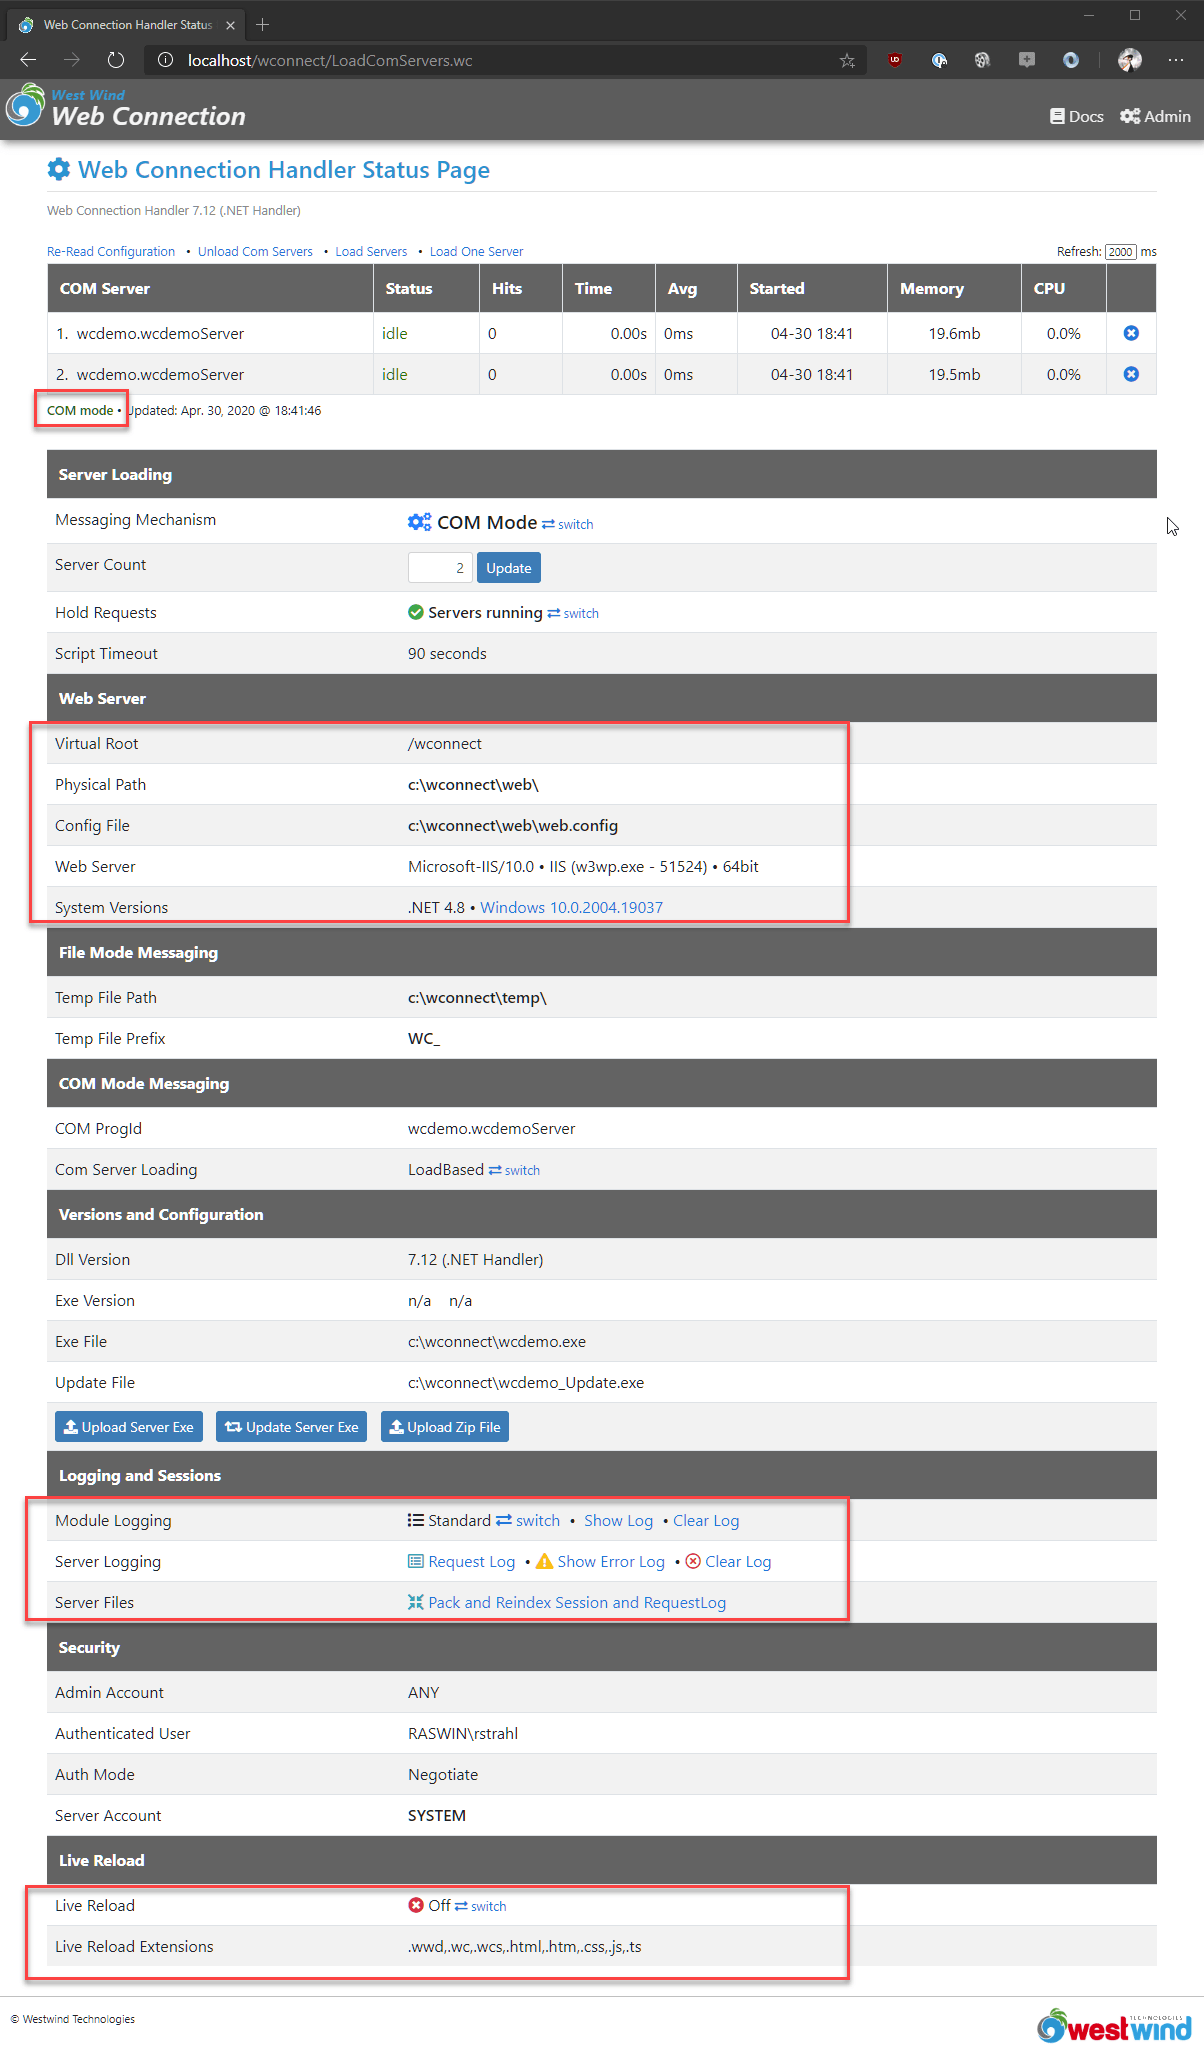 Web Connection Handler Status
localhost/wconnect/LoadComServers.wc
West Wind
Web Connection
Docs Admin
Web Connection Handler Status Page
Web Connection Handler 7.12 (.NET Handler)
Re-Read Configuration • Unload Com Servers • Load Servers • Load One Server Refresh: 2000 ms
COM Server Status Hits Time Avg Started Memory CPU
1. wcdemo.wcdemoServer idle 0 0.00s 0ms 04-30 18:41 19.6mb 0.0%
2. wcdemo.wcdemoServer idle 0 0.00s 0ms 04-30 18:41 19.5mb 0.0%
COM mode • Updated: Apr. 30, 2020 @ 18:41:46
Server Loading
Messaging Mechanism COM Mode switch
Server Count 2 Update
Hold Requests Servers running switch
Script Timeout 90 seconds
Web Server
Virtual Root /wconnect
Physical Path c:\wconnect\web\
Config File c:\wconnect\web\web.config
Web Server Microsoft-IIS/10.0 • IIS (w3wp.exe - 51524) • 64bit
System Versions .NET 4.8 • Windows 10.0.2004.19037
File Mode Messaging
Temp File Path c:\wconnect\temp\
Temp File Prefix WC_
COM Mode Messaging
COM ProgId wcdemo.wcdemoServer
Com Server Loading LoadBased switch
Versions and Configuration
Dll Version 7.12 (.NET Handler)
Exe Version n/a n/a
Exe File c:\wconnect\wcdemo.exe
Update File c:\wconnect\wcdemo_Update.exe
Upload Server Exe Update Server Exe Upload Zip File
Logging and Sessions
Module Logging Standard switch • Show Log • Clear Log
Server Logging Request Log • Show Error Log • Clear Log
Server Files Pack and Reindex Session and RequestLog
Security
Admin Account ANY
Authenticated User RASWIN\rstrahl
Auth Mode Negotiate
Server Account SYSTEM
Live Reload
Live Reload Off switch
Live Reload Extensions .wwd,.wc,.wcs,.html,.htm,.css,.js,.ts
© Westwind Technologies
TECHNOLOGIES
westwind